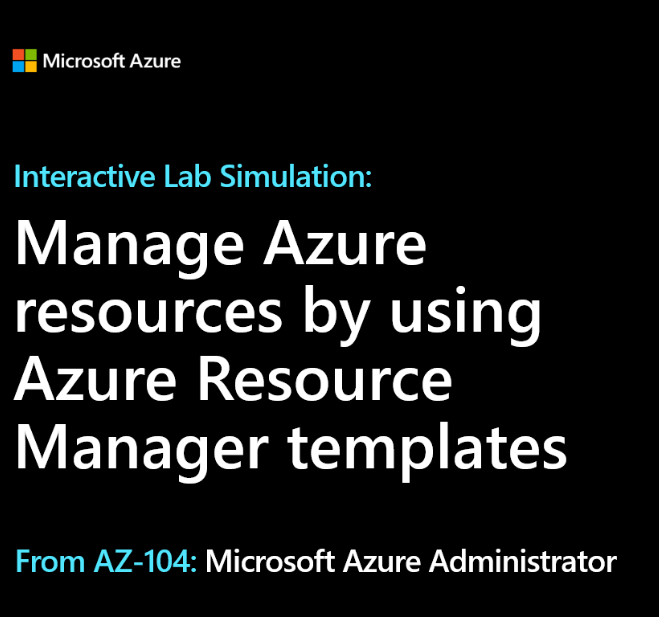 Microsoft Azure
Interactive Lab Simulation:
Manage Azure
resources by using
Azure Resource
Manager templates
From AZ-104: Microsoft Azure Administrator